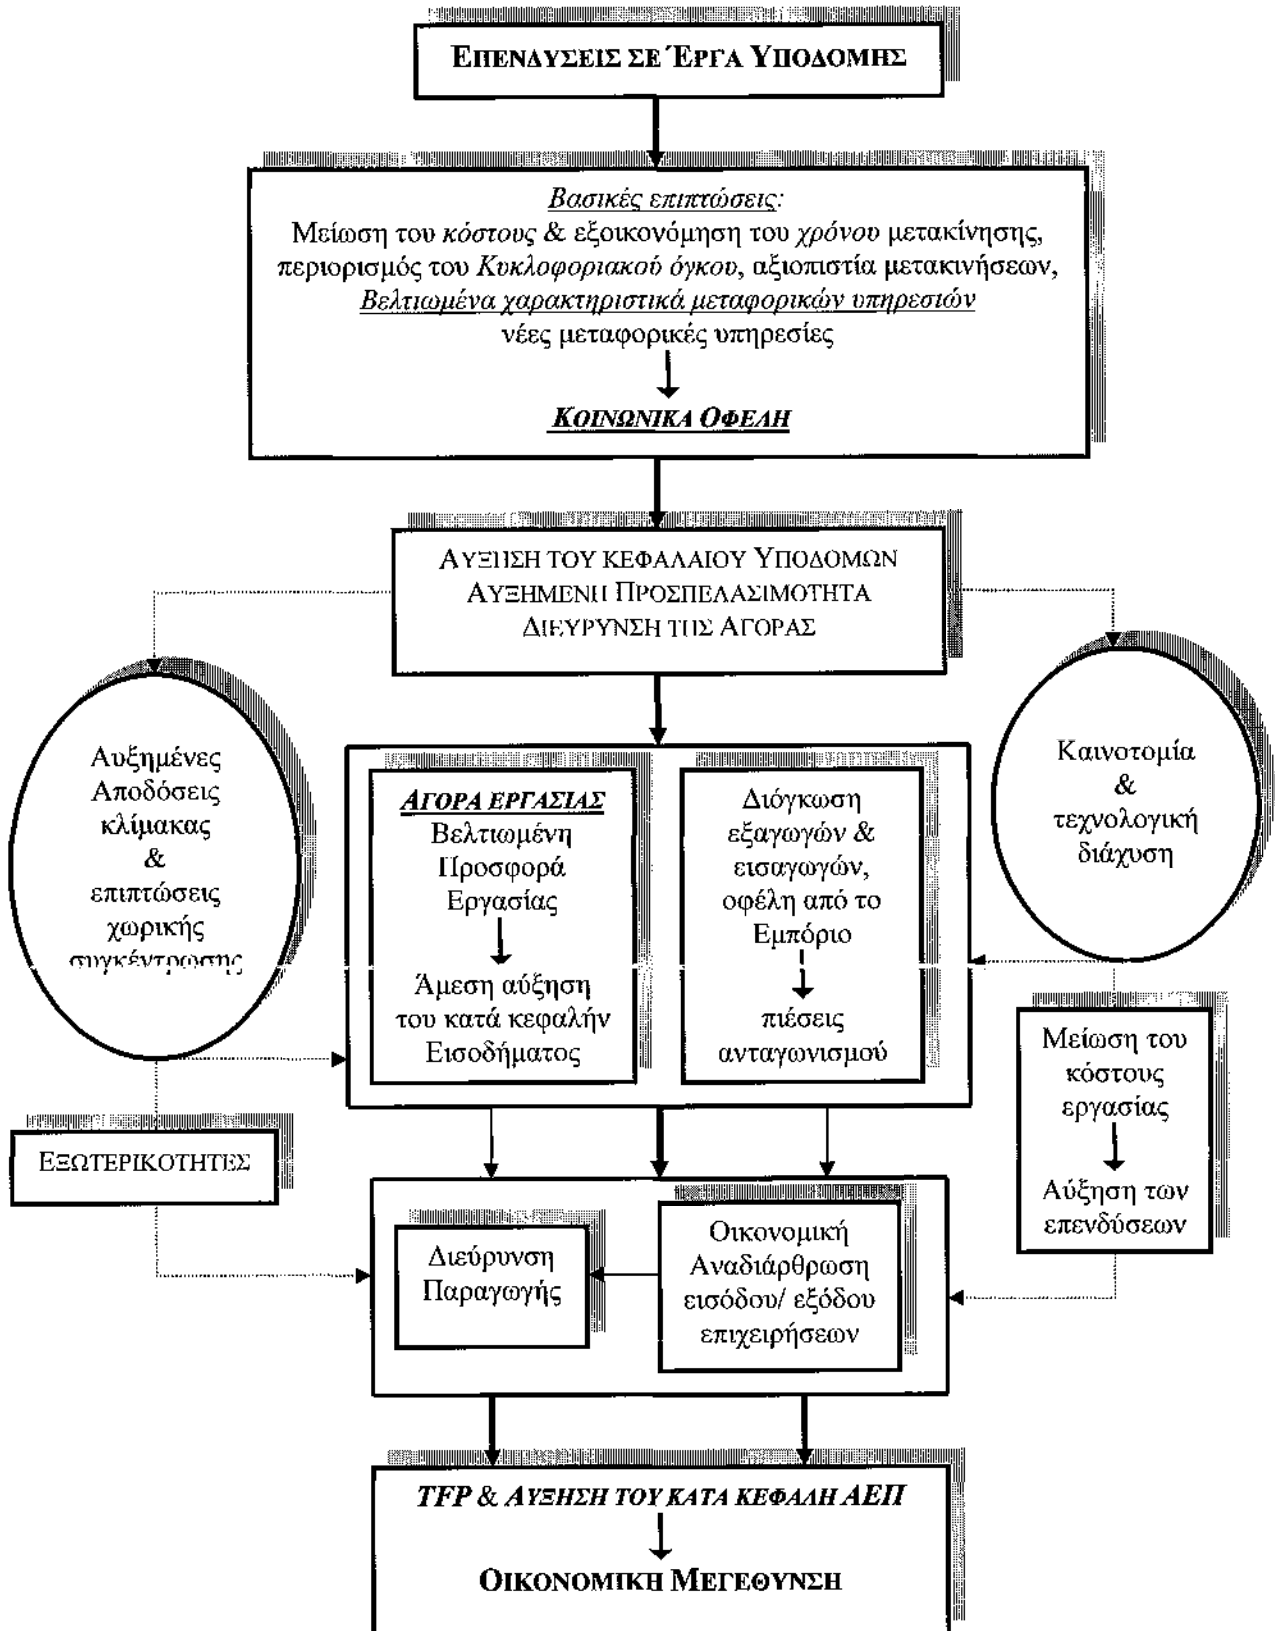 ΕΠΕΝΔΥΣΕΙΣ ΣΕ ΈΡΓΑ ΥΠΟΔΟΜΗΣ
Βασικές επιπτώσεις:
Μείωση του κόστους & εξοικονόμηση του χρόνου μετακίνησης,
περιορισμός του Κυκλοφοριακού όγκου, αξιοπιστία μετακινήσεων,
Βελτιωμένα χαρακτηριστικά μεταφορικών υπηρεσιών
νέες μεταφορικές υπηρεσίες
ΚΟΙΝΩΝΙΚΑ ΟΦΕΛΗ
ΑΥΞΗΣΗ ΤΟΥ ΚΕΦΑΛΑΙΟΥ ΥΠΟΔΟΜΩΝ
ΑΥΞΗΜΕΝΗ ΠΡΟΣΠΕΛΑΣΙΜΟΤΗΤΑ
ΔΙΕΥΡΥΝΣΗ ΤΗΣ ΑΓΟΡΑΣ
Αυξημένες
Αποδόσεις
κλίμακας
&
επιπτώσεις
χωρικής
συγκέντρωσης
ΑΓΟΡΑ ΕΡΓΑΣΙΑΣ
Βελτιωμένη
Προσφορά
Εργασίας
Άμεση αύξηση
του κατά κεφαλήν
Εισοδήματος
Διόγκωση
εξαγωγών &
εισαγωγών,
οφέλη από το
Εμπόριο
πιέσεις
ανταγωνισμού
Καινοτομία
&
τεχνολογική
διάχυση
Μείωση του
κόστους
εργασίας
Αύξηση των
επενδύσεων
ΕΞΩΤΕΡΙΚΟΤΗΤΕΣ
Διεύρυνση
Παραγωγής
Οικονομική
Αναδιάρθρωση
εισόδου/ εξόδου
επιχειρήσεων
TFP & ΑΥΞΗΣΗ ΤΟΥ ΚΑΤΑ ΚΕΦΑΛΗ ΑΕΠ
ΟΙΚΟΝΟΜΙΚΗ ΜΕΓΕΘΥΝΣΗ